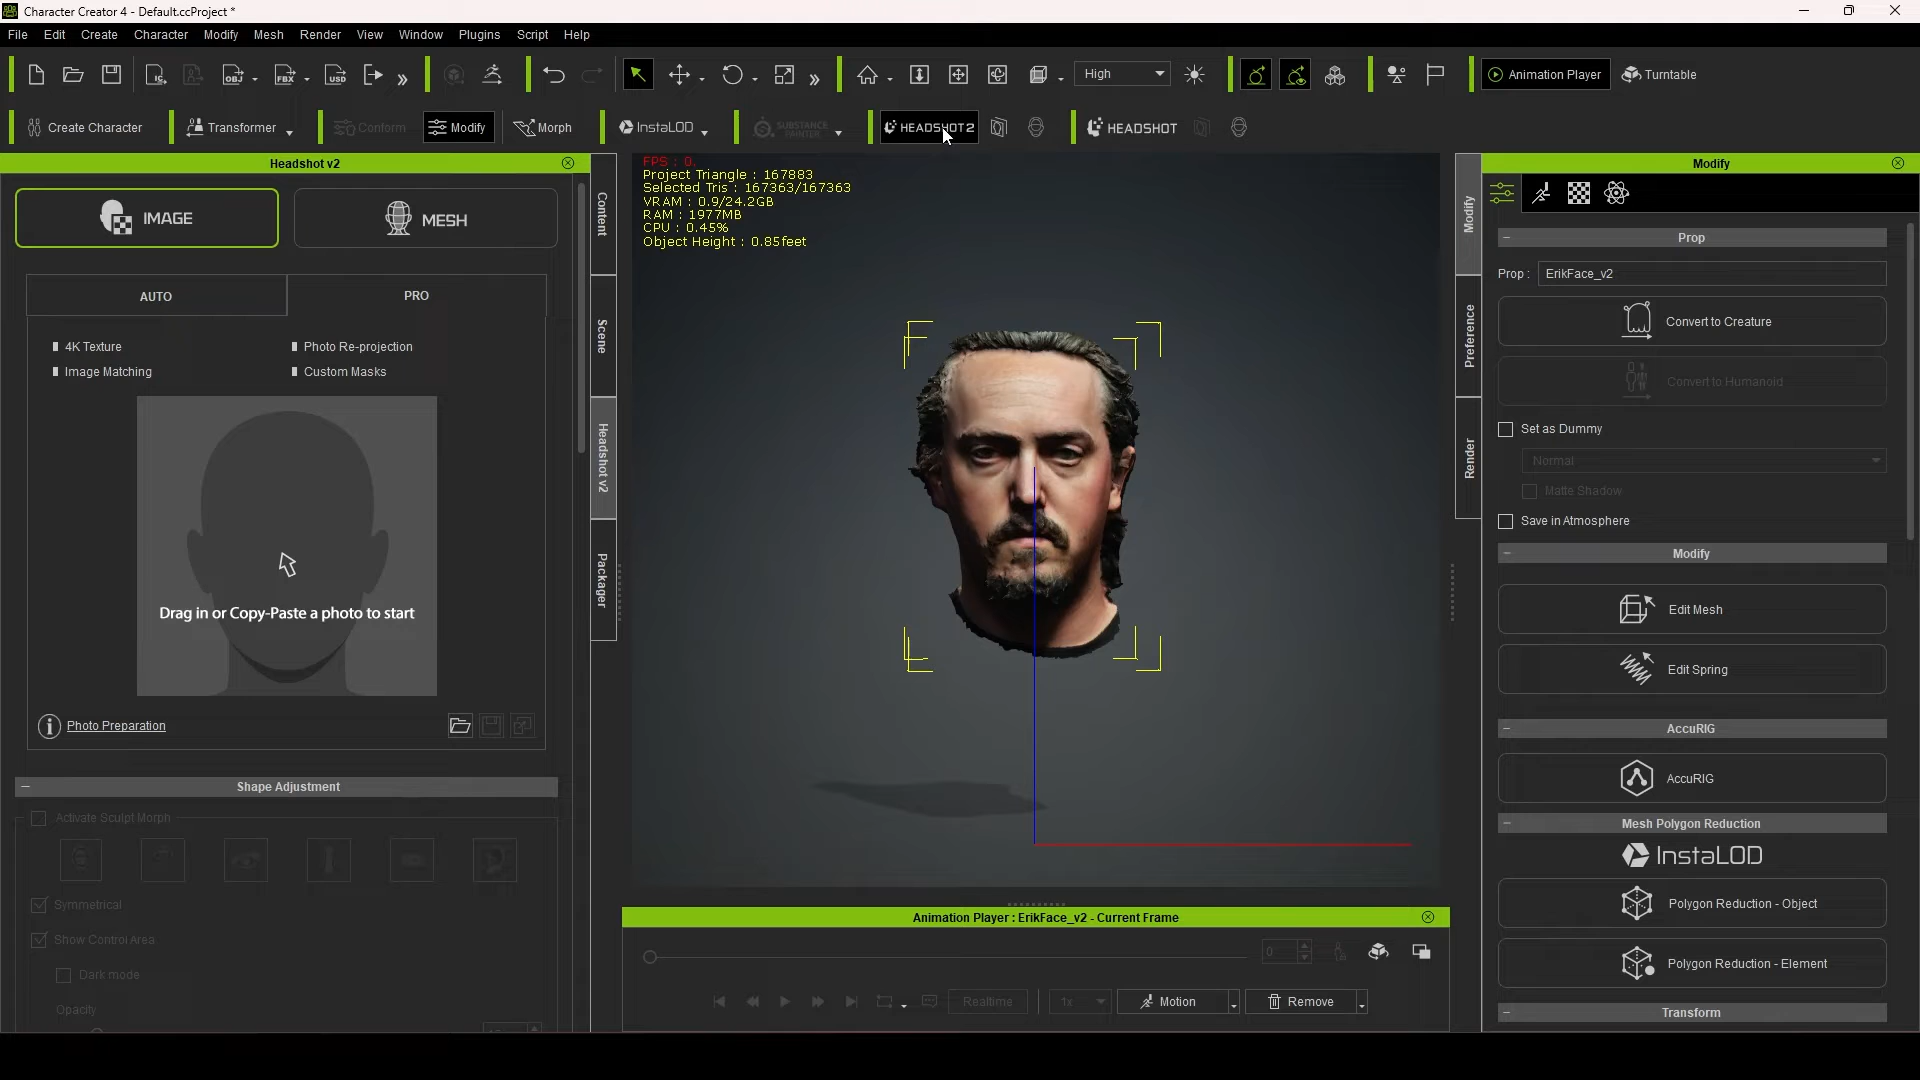 Character Creator 4 - Default.ccProject *
File Edit Create Character Modify Mesh Render View Window Plugins Script Help
IC OBJ FBX USD High Animation Player Turntable
Create Character Transformer Conform Modify Morph InstaLOD SUBSTANCE PAINTER HEADSHOT2 HEADSHOT
Headshot v2
IMAGE MESH
AUTO PRO
4K Texture Photo Re-projection
Image Matching Custom Masks
Drag in or Copy-Paste a photo to start
Photo Preparation
Shape Adjustment
Activate Sculpt Morph
Symmetrical
Show Control Area
Dark mode
Opacity
Content
Scene
Headshot v2
Packager
FPS : 0.
Project Triangle : 167883
Selected Tris : 167363/167363
VRAM : 0.9/24.2GB
RAM : 1977MB
CPU : 0.45%
Object Height : 0.85feet
Animation Player : ErikFace_v2 - Current Frame
0
Realtime 1x Motion Remove
Modify
Preference
Render
Modify
Prop
Prop : ErikFace_v2
Convert to Creature
Convert to Humanoid
Set as Dummy
Normal
Matte Shadow
Save in Atmosphere
Modify
Edit Mesh
Edit Spring
AccuRIG
AccuRIG
Mesh Polygon Reduction
InstaLOD
Polygon Reduction - Object
Polygon Reduction - Element
Transform